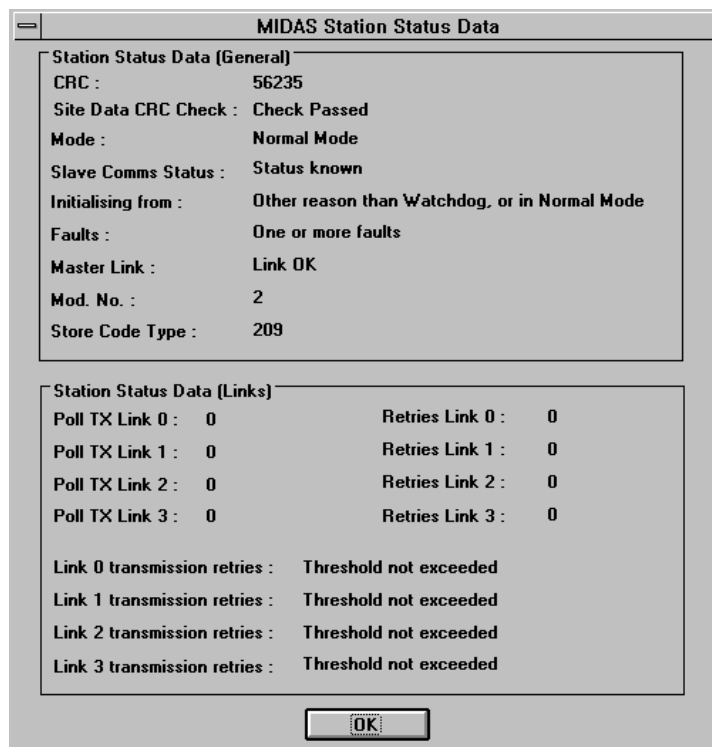 MIDAS Station Status Data
Station Status Data (General)
CRC : 56235
Site Data CRC Check : Check Passed
Mode : Normal Mode
Slave Comms Status : Status known
Initialising from : Other reason than Watchdog, or in Normal Mode
Faults : One or more faults
Master Link : Link OK
Mod. No. : 2
Store Code Type : 209
Station Status Data (Links)
Poll TX Link 0 : 0 Retries Link 0 : 0
Poll TX Link 1 : 0 Retries Link 1 : 0
Poll TX Link 2 : 0 Retries Link 2 : 0
Poll TX Link 3 : 0 Retries Link 3 : 0
Link 0 transmission retries : Threshold not exceeded
Link 1 transmission retries : Threshold not exceeded
Link 2 transmission retries : Threshold not exceeded
Link 3 transmission retries : Threshold not exceeded
OK